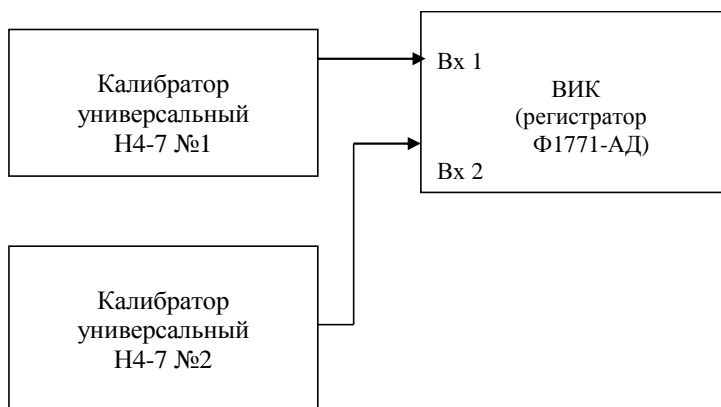 Калибратор
универсальный
Н4-7 №1
Вх 1
ВИК
(регистратор
Ф1771-АД)
Вх 2
Калибратор
универсальный
Н4-7 №2